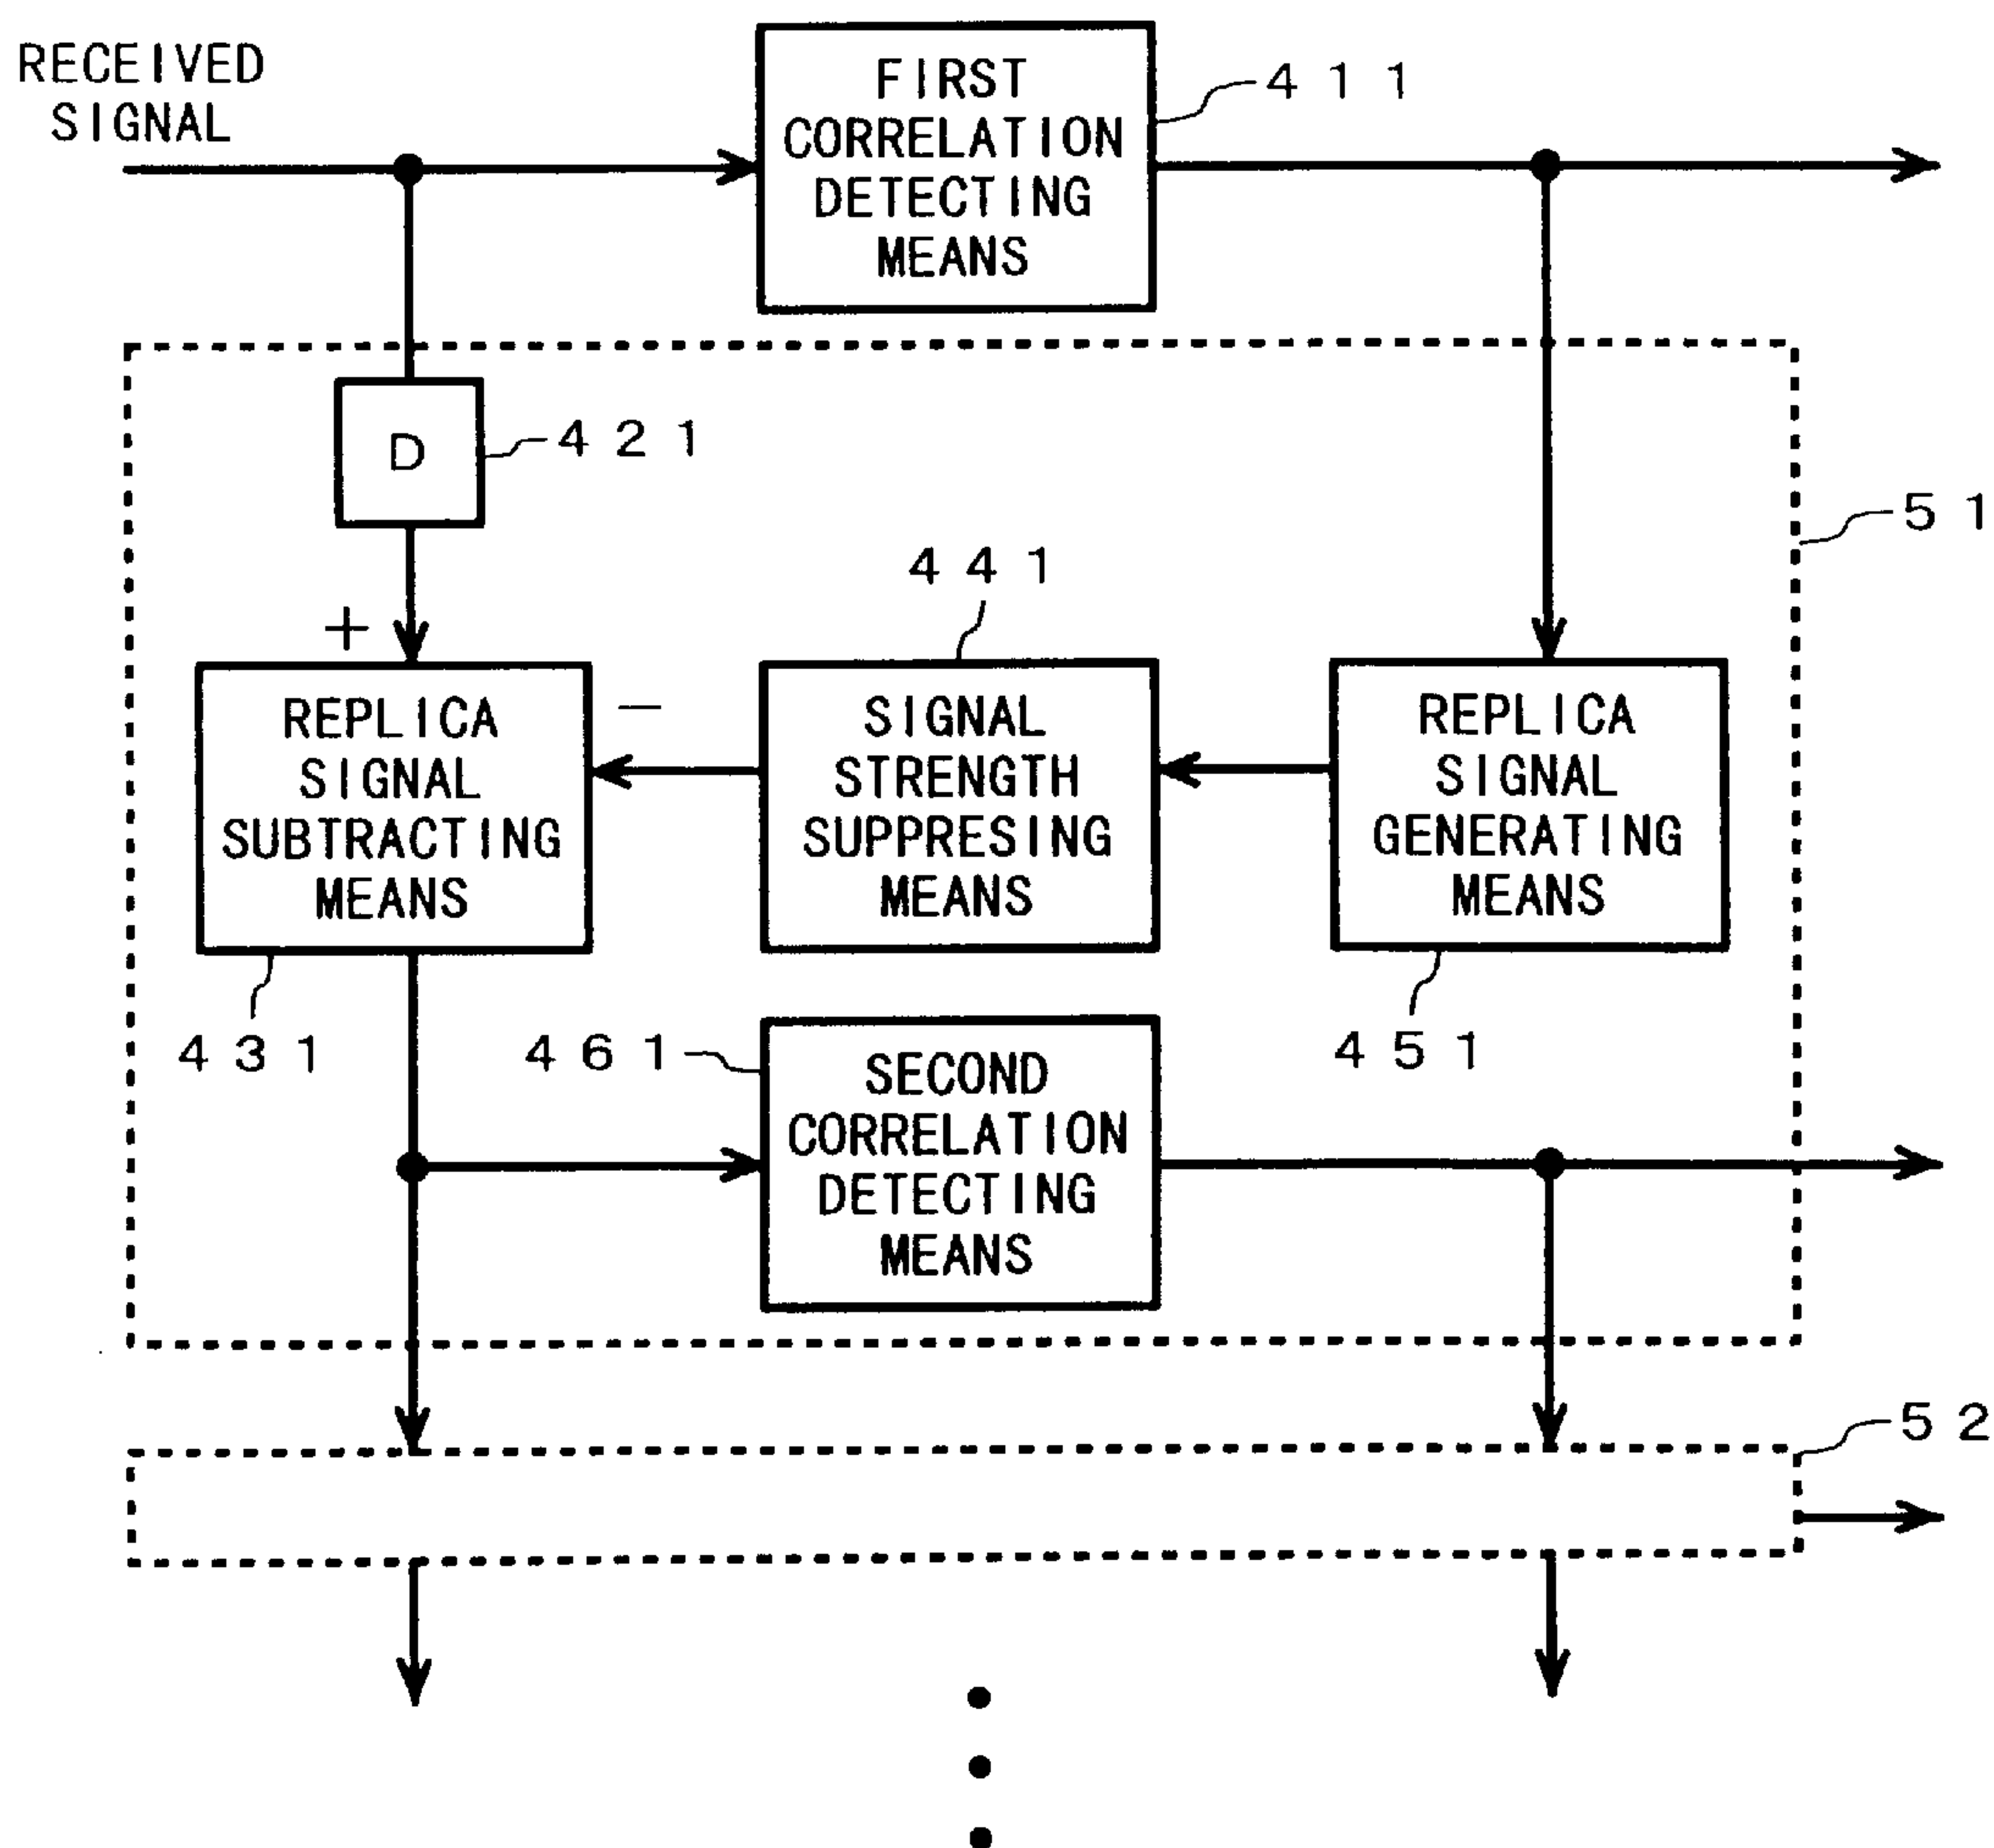 RECEIVED
SIGNAL
FIRST
CORRELATION
DETECTING
MEANS
411
D
421
51
441
+
REPLICA
SIGNAL
SUBTRACTING
MEANS
−
SIGNAL
STRENGTH
SUPPRESING
MEANS
REPLICA
SIGNAL
GENERATING
MEANS
431
461
451
SECOND
CORRELATION
DETECTING
MEANS
52